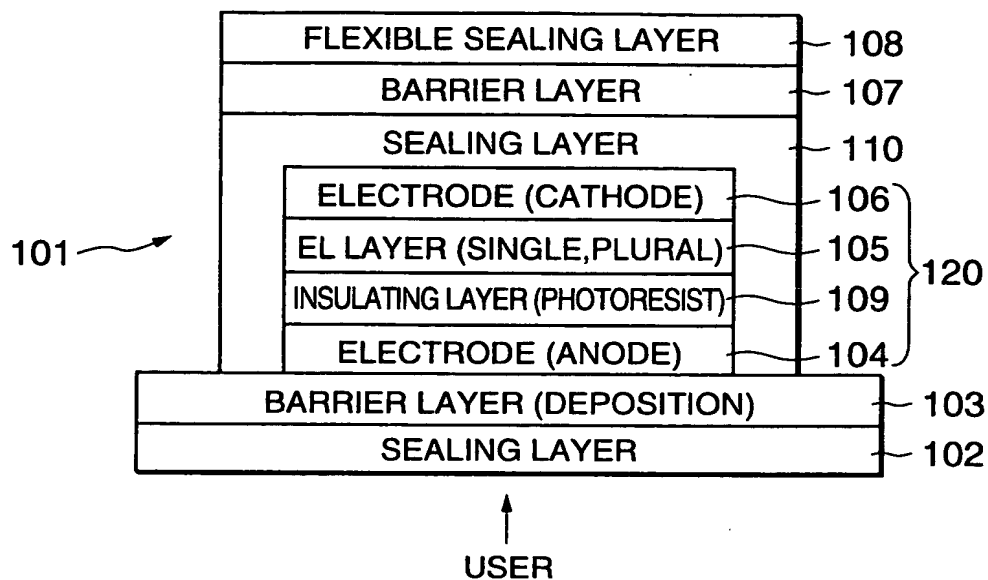 FLEXIBLE SEALING LAYER 108
BARRIER LAYER 107
SEALING LAYER 110
ELECTRODE (CATHODE) 106
101 EL LAYER (SINGLE,PLURAL) 105 120
INSULATING LAYER (PHOTORESIST) 109
ELECTRODE (ANODE) 104
BARRIER LAYER (DEPOSITION) 103
SEALING LAYER 102
USER